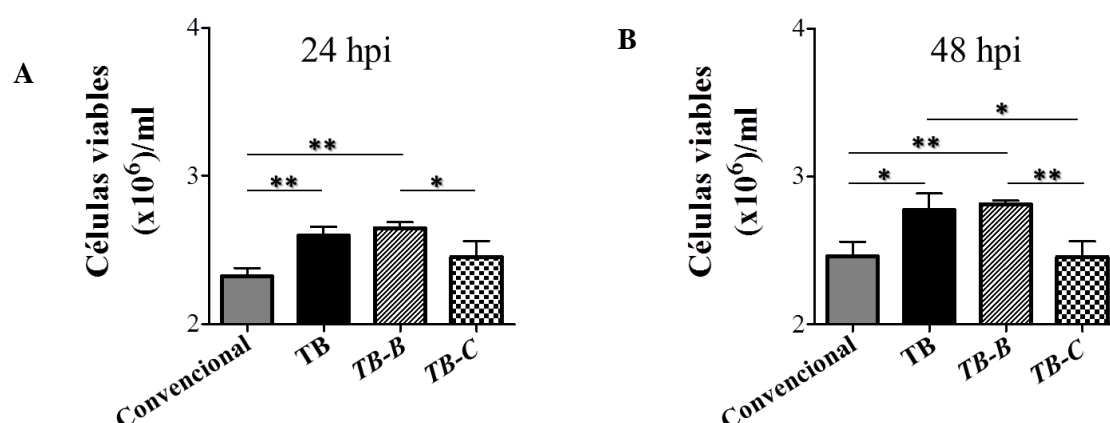 A
Células viables
(x10⁶)/ml
24 hpi
4
3
2
**
**
*
Convencional
TB
TB-B
TB-C
B
Células viables
(x10⁶)/ml
48 hpi
4
3
2
*
**
*
**
Convencional
TB
TB-B
TB-C